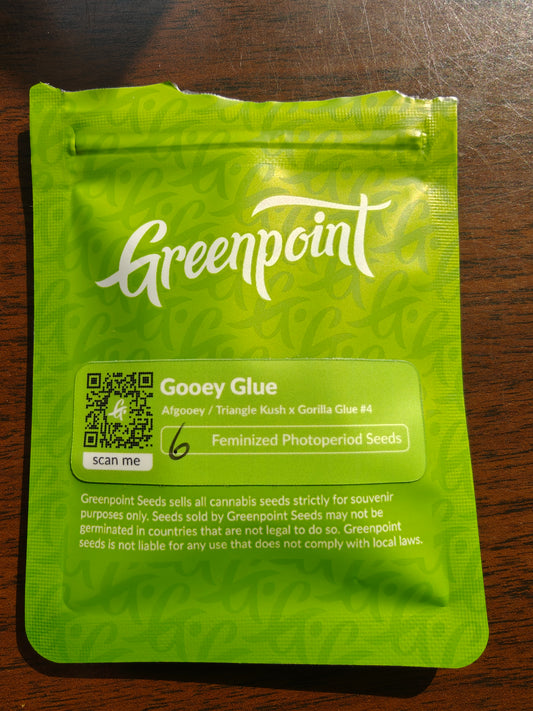 Greenpoint
Gooey Glue
Afgooey / Triangle Kush x Gorilla Glue #4
6 Feminized Photoperiod Seeds
scan me
Greenpoint Seeds sells all cannabis seeds strictly for souvenir
purposes only. Seeds sold by Greenpoint Seeds may not be
germinated in countries that are not legal to do so. Greenpoint
seeds is not liable for any use that does not comply with local laws.